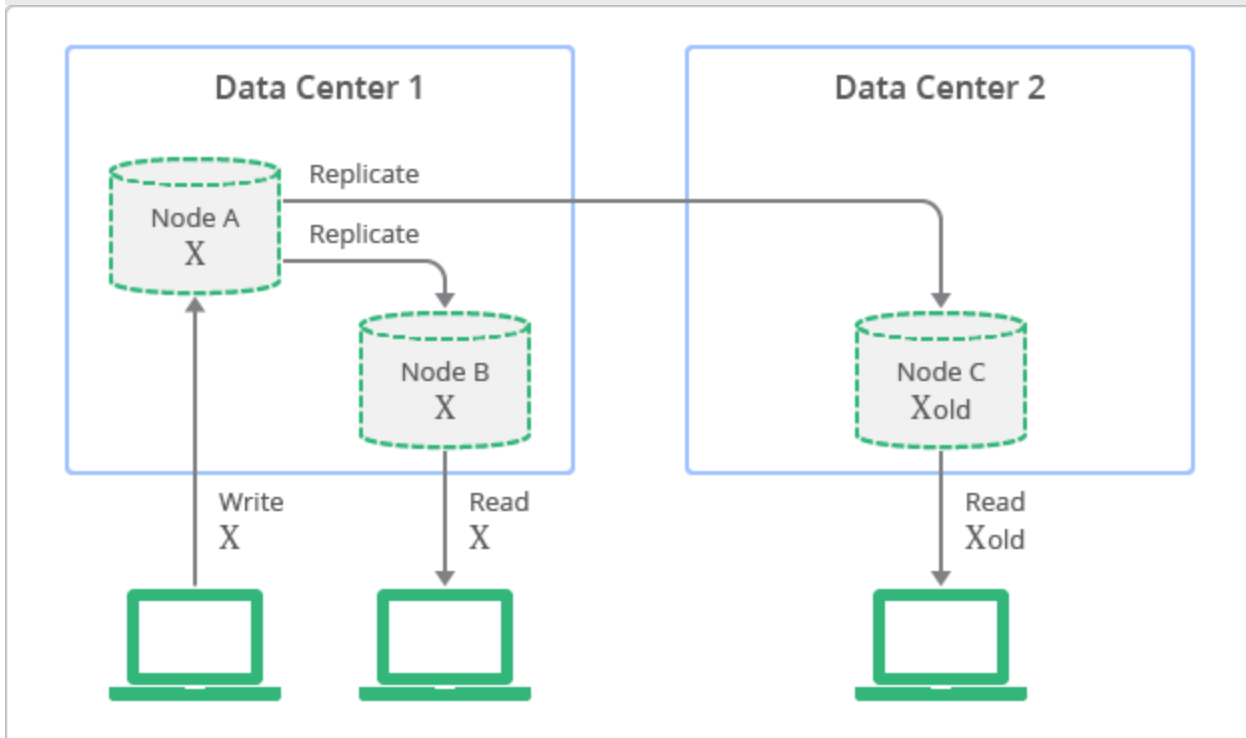 Data Center 1
Data Center 2
Replicate
Node A
X
Replicate
Node B
X
Node C
Xold
Write
X
Read
X
Read
Xold